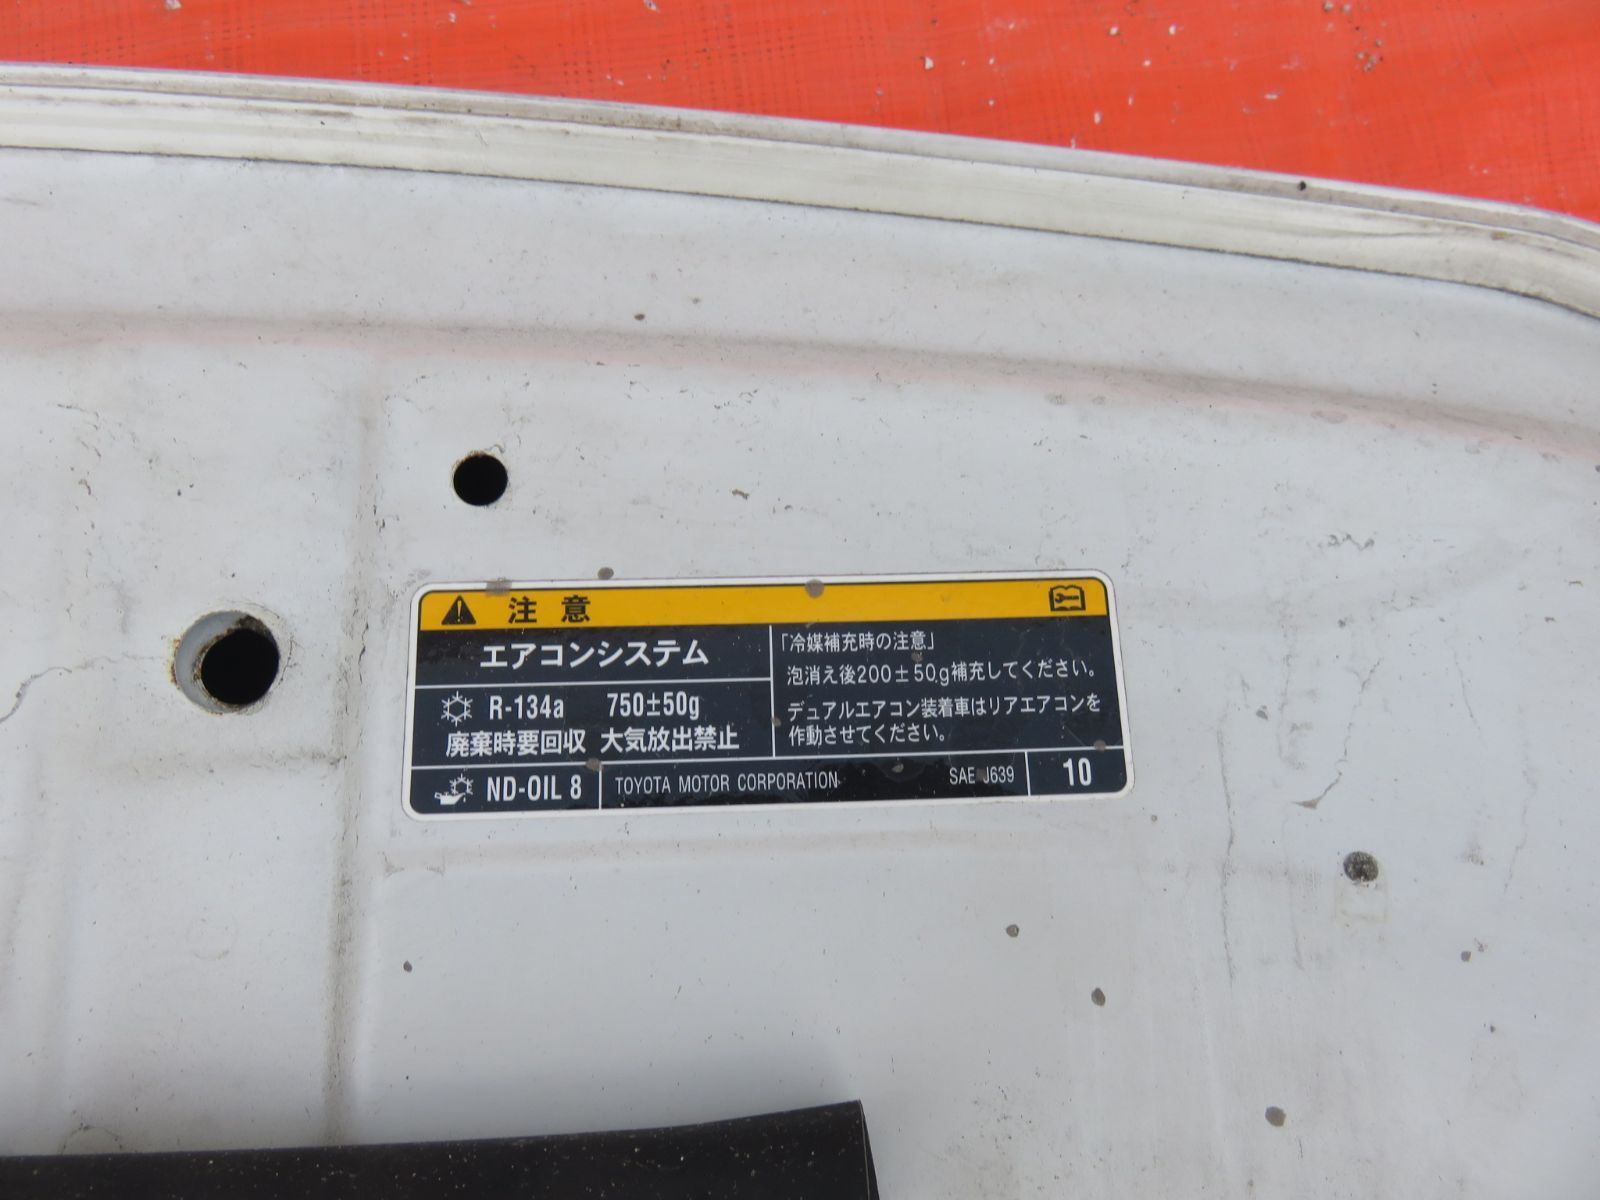 注意
エアコンシステム
R-134a 750±50g
廃棄時要回収 大気放出禁止
「冷媒補充時の注意」
泡消え後200±50g補充してください。
デュアルエアコン装着車はリアエアコンを
作動させてください。
ND-OIL 8
TOYOTA MOTOR CORPORATION
SAE J639
10